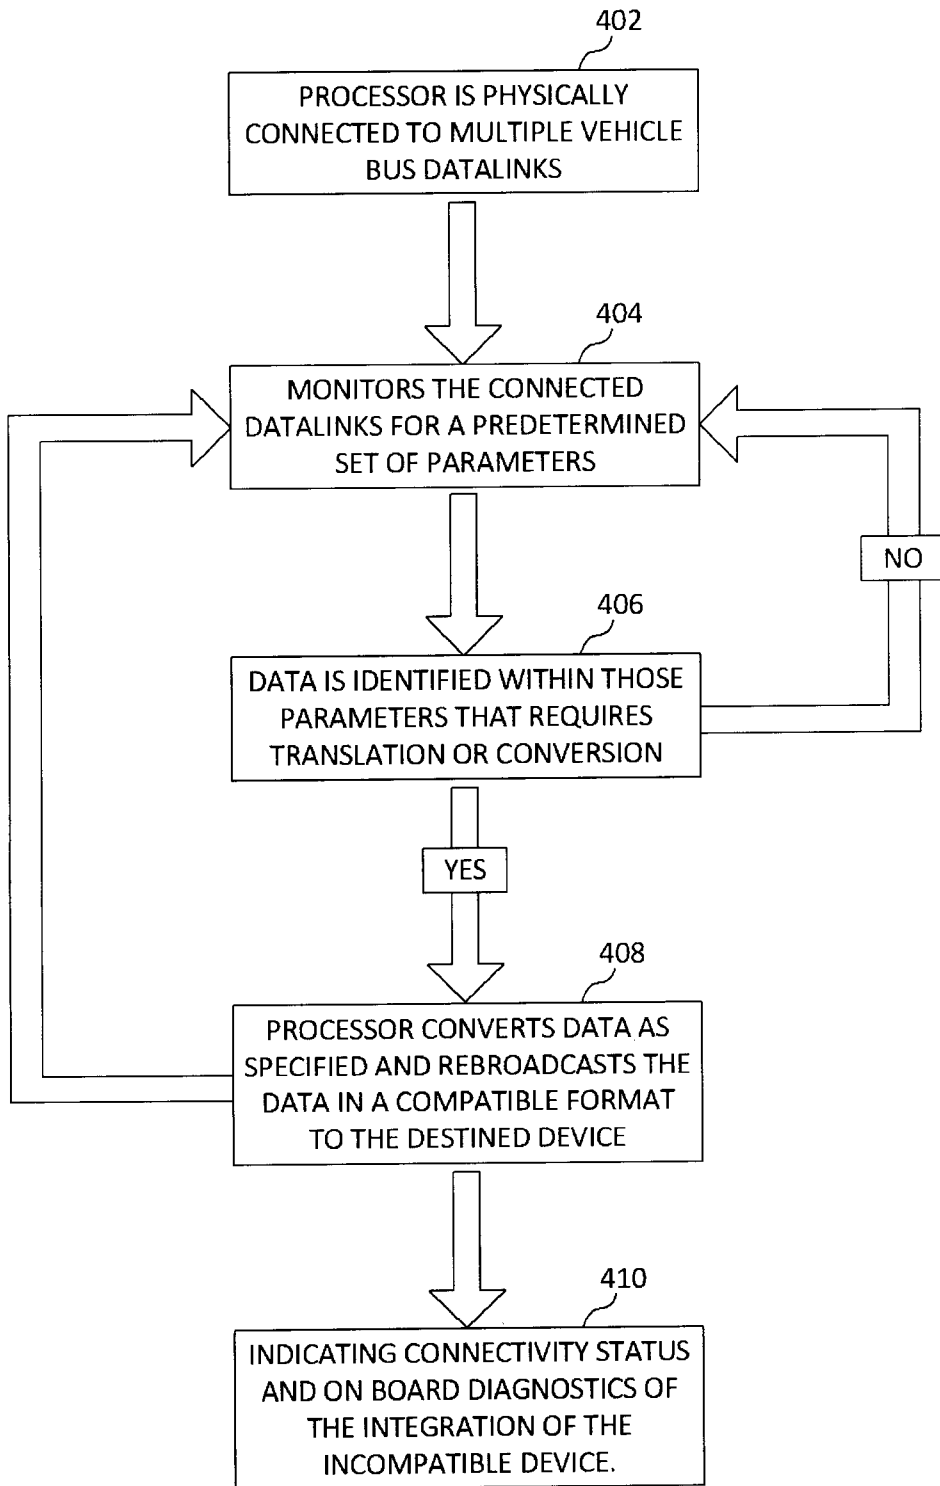 402
PROCESSOR IS PHYSICALLY
CONNECTED TO MULTIPLE VEHICLE
BUS DATALINKS
404
MONITORS THE CONNECTED
DATALINKS FOR A PREDETERMINED
SET OF PARAMETERS
NO
406
DATA IS IDENTIFIED WITHIN THOSE
PARAMETERS THAT REQUIRES
TRANSLATION OR CONVERSION
YES
408
PROCESSOR CONVERTS DATA AS
SPECIFIED AND REBROADCASTS THE
DATA IN A COMPATIBLE FORMAT
TO THE DESTINED DEVICE
410
INDICATING CONNECTIVITY STATUS
AND ON BOARD DIAGNOSTICS OF
THE INTEGRATION OF THE
INCOMPATIBLE DEVICE.